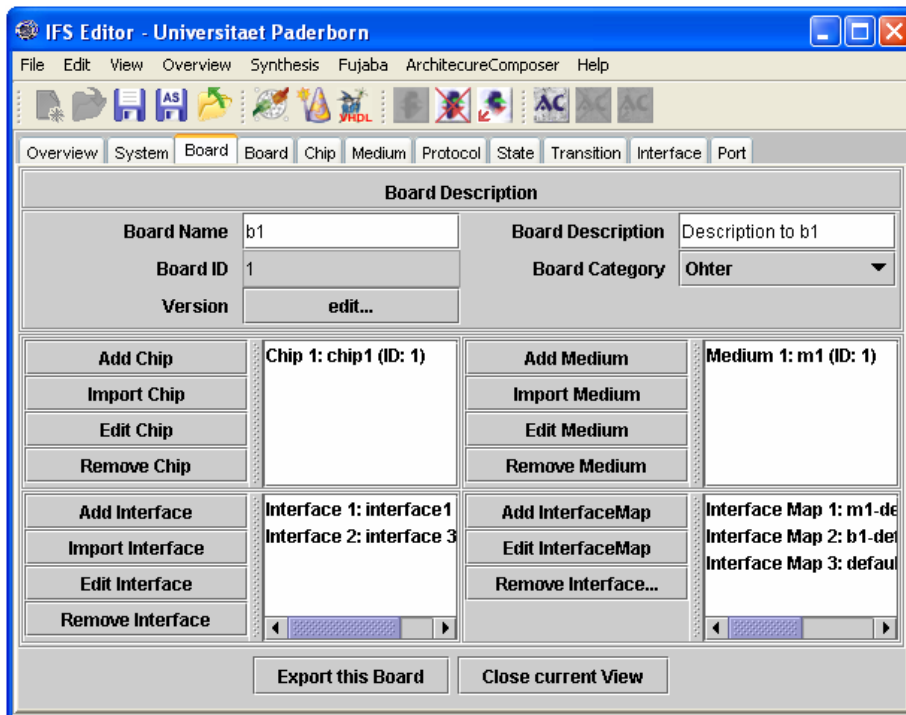 IFS Editor - Universitaet Paderborn
File Edit View Overview Synthesis Fujaba ArchitecureComposer Help
AS VHDL AC AC AC
Overview System Board Board Chip Medium Protocol State Transition Interface Port
Board Description
Board Name b1 Board Description Description to b1
Board ID 1 Board Category Ohter
Version edit...
Add Chip Chip 1: chip1 (ID: 1) Add Medium Medium 1: m1 (ID: 1)
Import Chip Import Medium
Edit Chip Edit Medium
Remove Chip Remove Medium
Add Interface Interface 1: interface1 Add InterfaceMap Interface Map 1: m1-de
Import Interface Interface 2: interface 3 Edit InterfaceMap Interface Map 2: b1-def
Edit Interface Remove Interface... Interface Map 3: defaul
Remove Interface
Export this Board Close current View